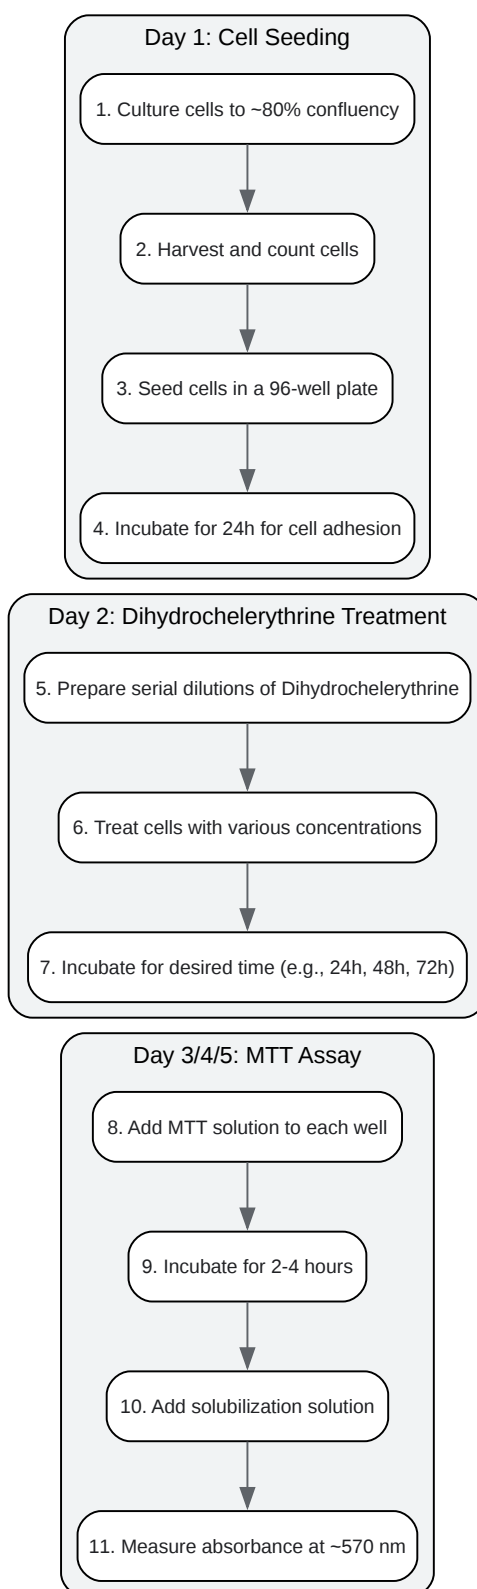 Day 1: Cell Seeding
1. Culture cells to ~80% confluency
2. Harvest and count cells
3. Seed cells in a 96-well plate
4. Incubate for 24h for cell adhesion
Day 2: Dihydrochelerythrine Treatment
5. Prepare serial dilutions of Dihydrochelerythrine
6. Treat cells with various concentrations
7. Incubate for desired time (e.g., 24h, 48h, 72h)
Day 3/4/5: MTT Assay
8. Add MTT solution to each well
9. Incubate for 2-4 hours
10. Add solubilization solution
11. Measure absorbance at ~570 nm